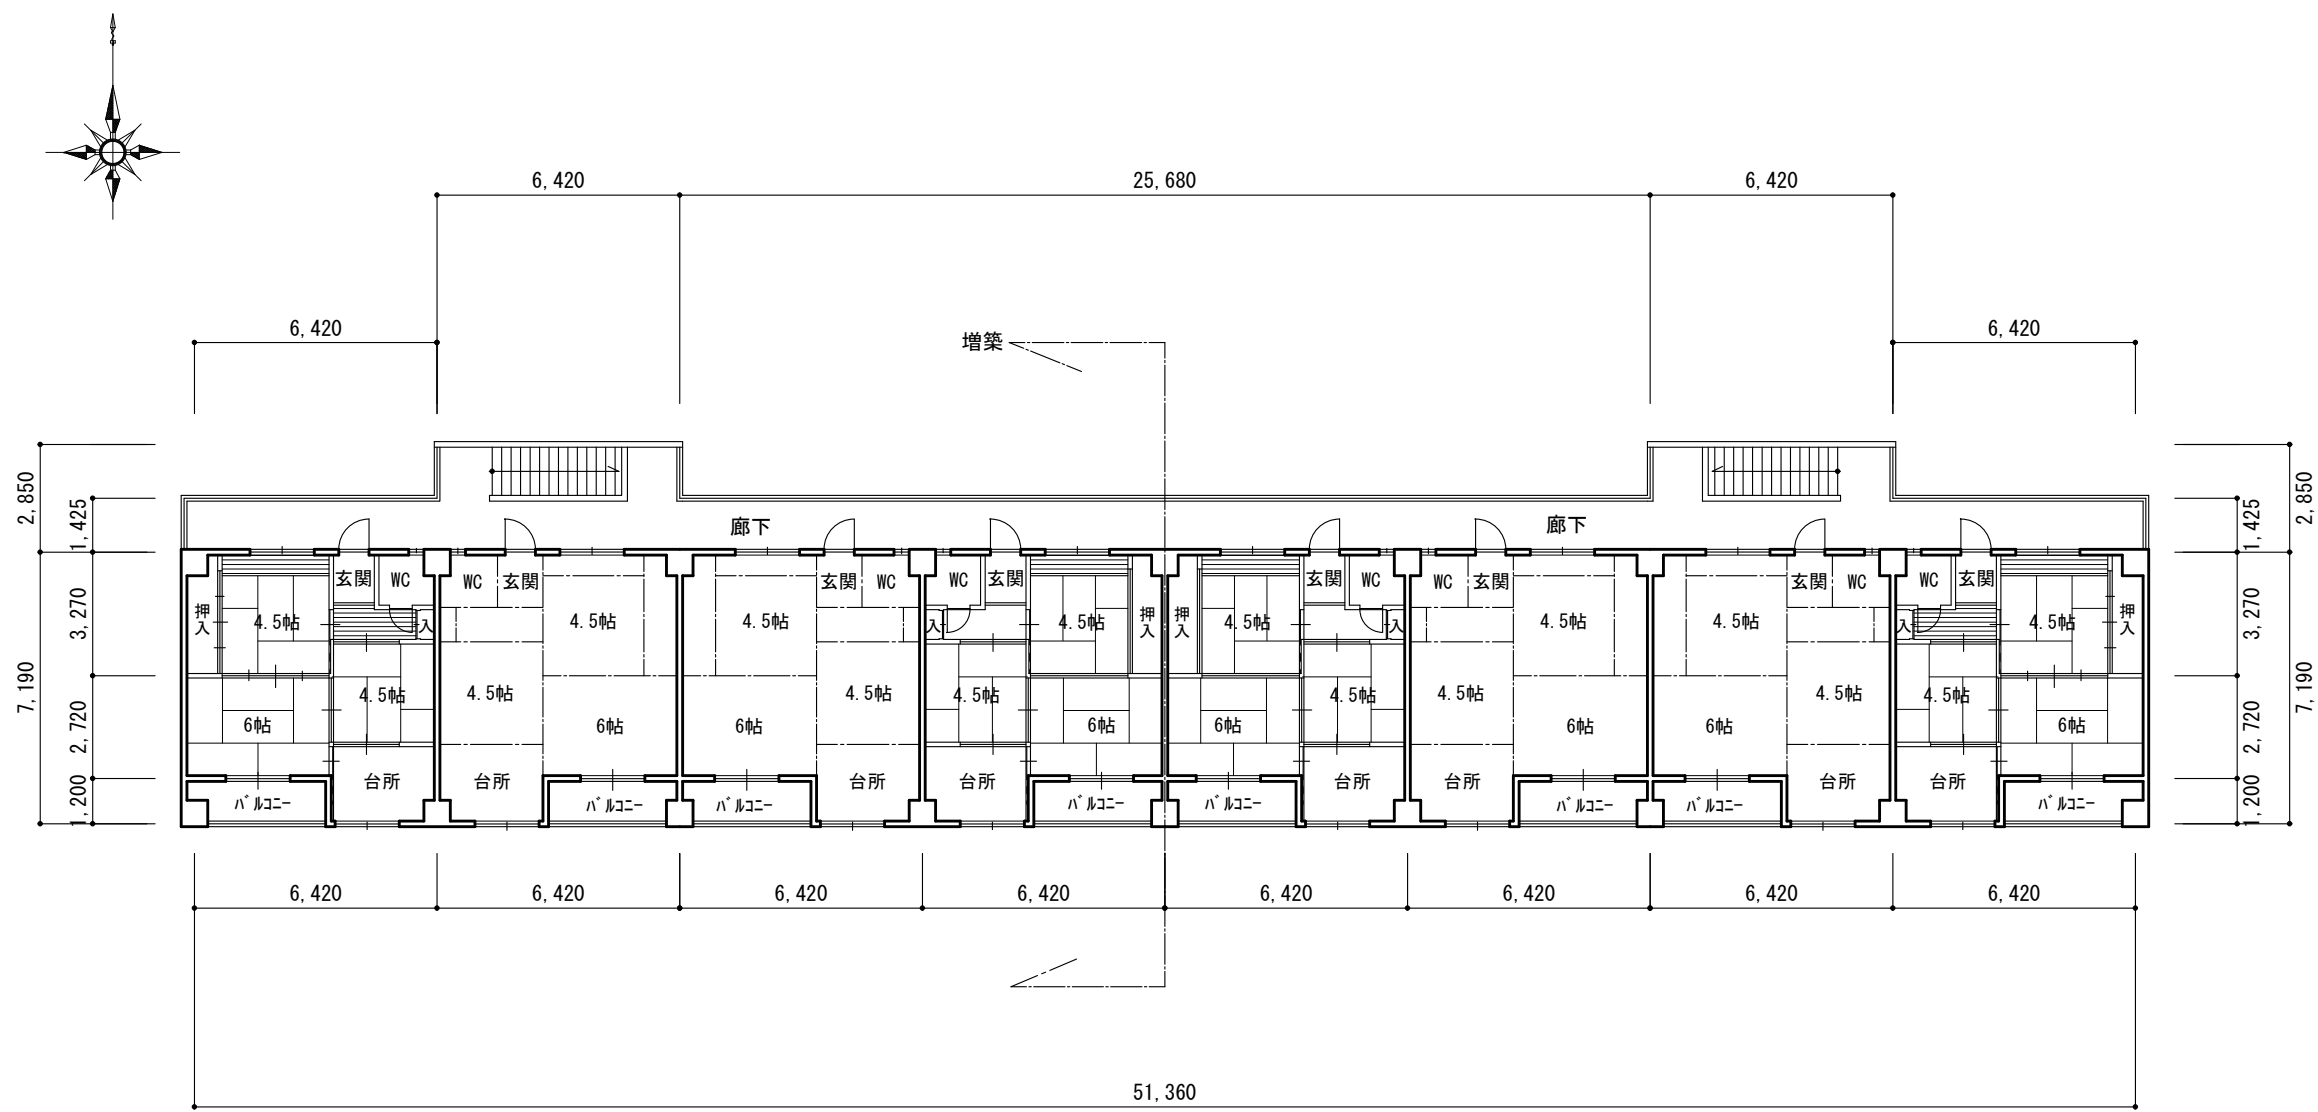 6,420
25,680
6,420
6,420
増築
6,420
2,850
1,425
3,270
7,190
2,720
1,200
廊下
廊下
玄関
WC
WC
玄関
玄関
WC
WC
玄関
玄関
WC
WC
玄関
玄関
WC
WC
玄関
押入
4.5帖
入
4.5帖
4.5帖
入
4.5帖
押入
押入
4.5帖
入
4.5帖
4.5帖
入
4.5帖
押入
4.5帖
4.5帖
4.5帖
4.5帖
4.5帖
4.5帖
4.5帖
4.5帖
6帖
6帖
6帖
6帖
6帖
6帖
6帖
6帖
台所
台所
台所
台所
台所
台所
台所
台所
バルコニー
バルコニー
バルコニー
バルコニー
バルコニー
バルコニー
バルコニー
バルコニー
2,850
1,425
3,270
7,190
2,720
1,200
6,420
6,420
6,420
6,420
6,420
6,420
6,420
6,420
51,360